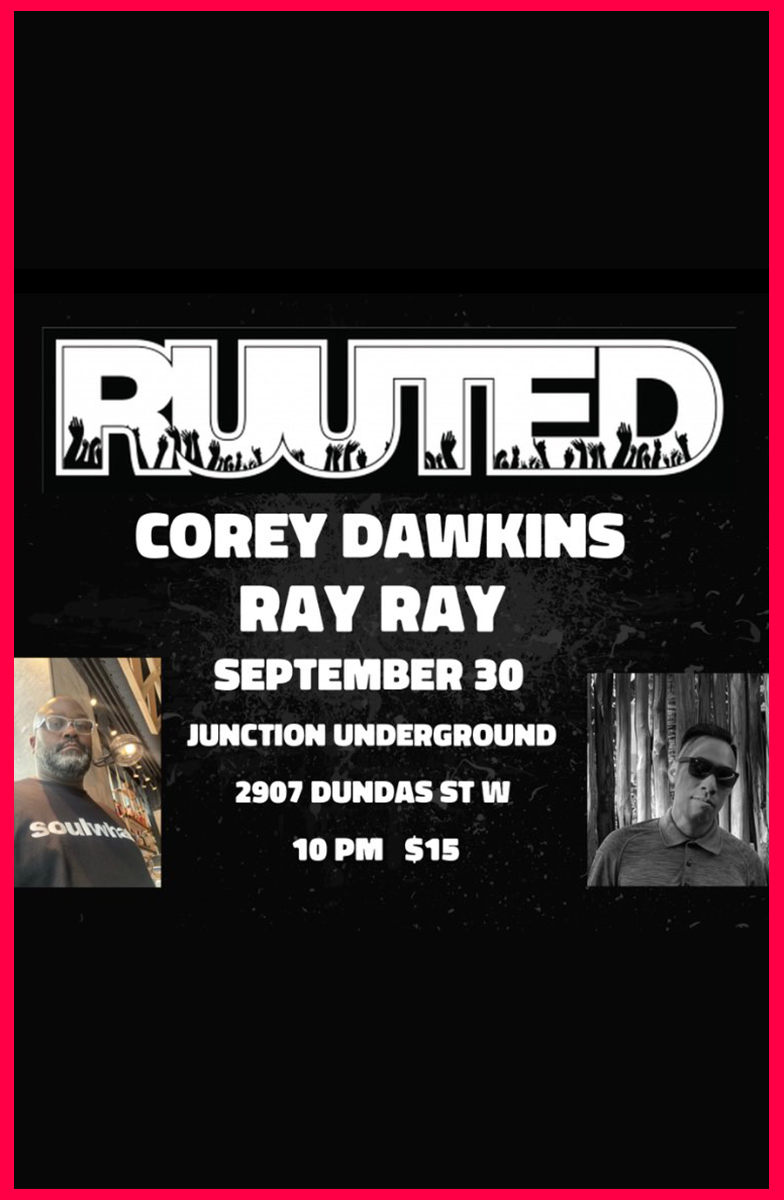 RUUTED
COREY DAWKINS
RAY RAY
SEPTEMBER 30
JUNCTION UNDERGROUND
2907 DUNDAS ST W
10 PM $15